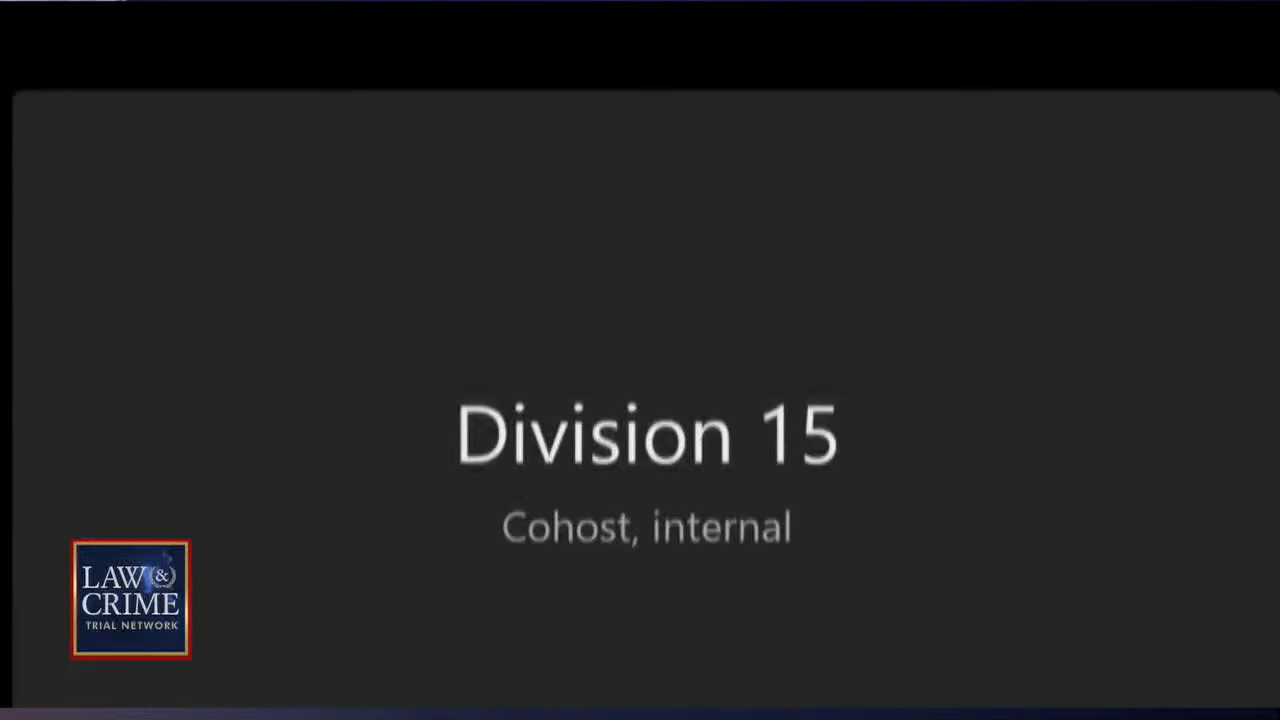 Division 15
Cohost, internal
LAW &
CRIME
TRIAL NETWORK